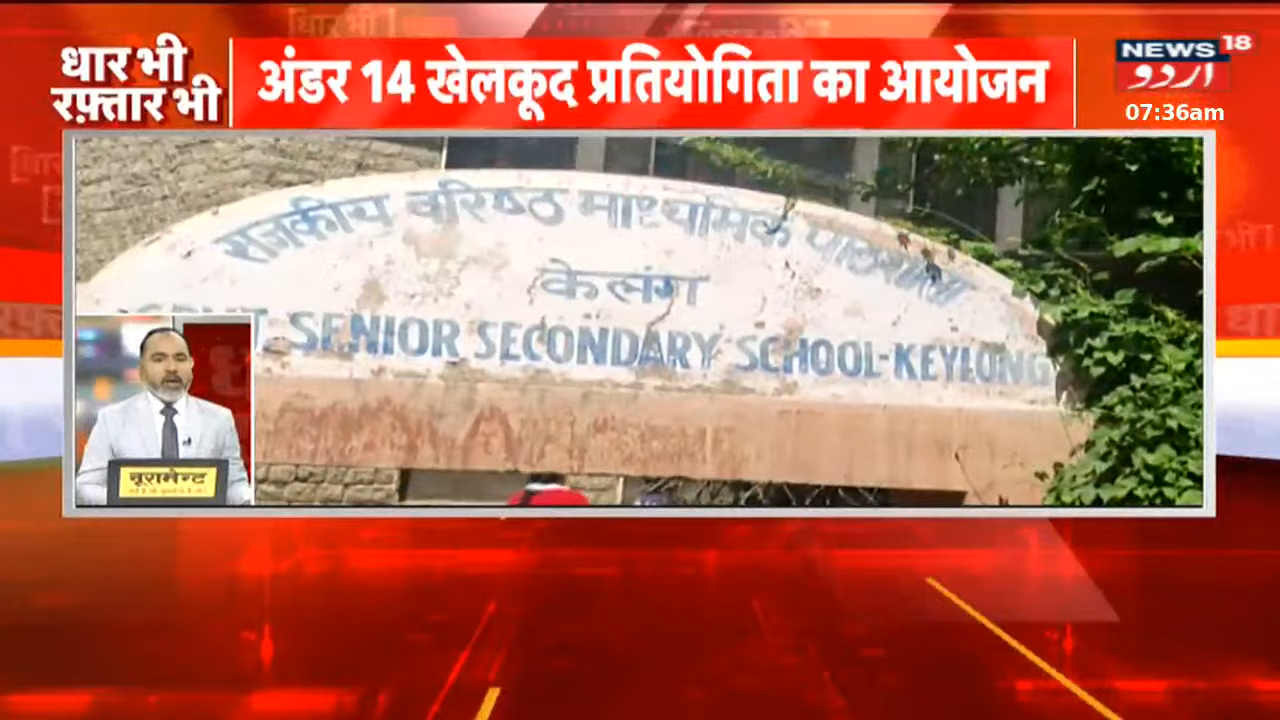 धार भी
रफ़्तार भी
अंडर 14 खेलकूद प्रतियोगिता का आयोजन
NEWS 18
اردو
07:36am
राजकीय वरिष्ठ माध्यमिक पाठशाला
केलंग
SENIOR SECONDARY SCHOOL-KEYLONG